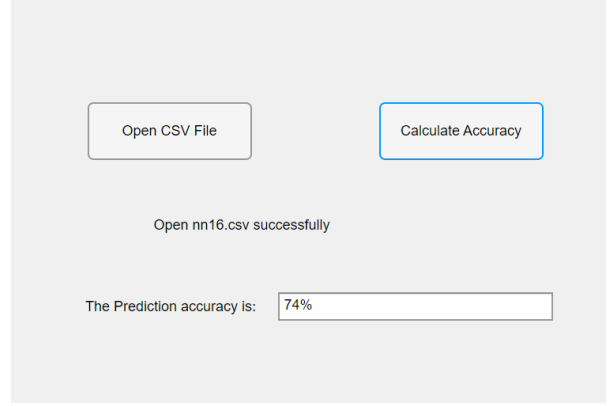 Open CSV File
Calculate Accuracy
Open nn16.csv successfully
The Prediction accuracy is: 74%